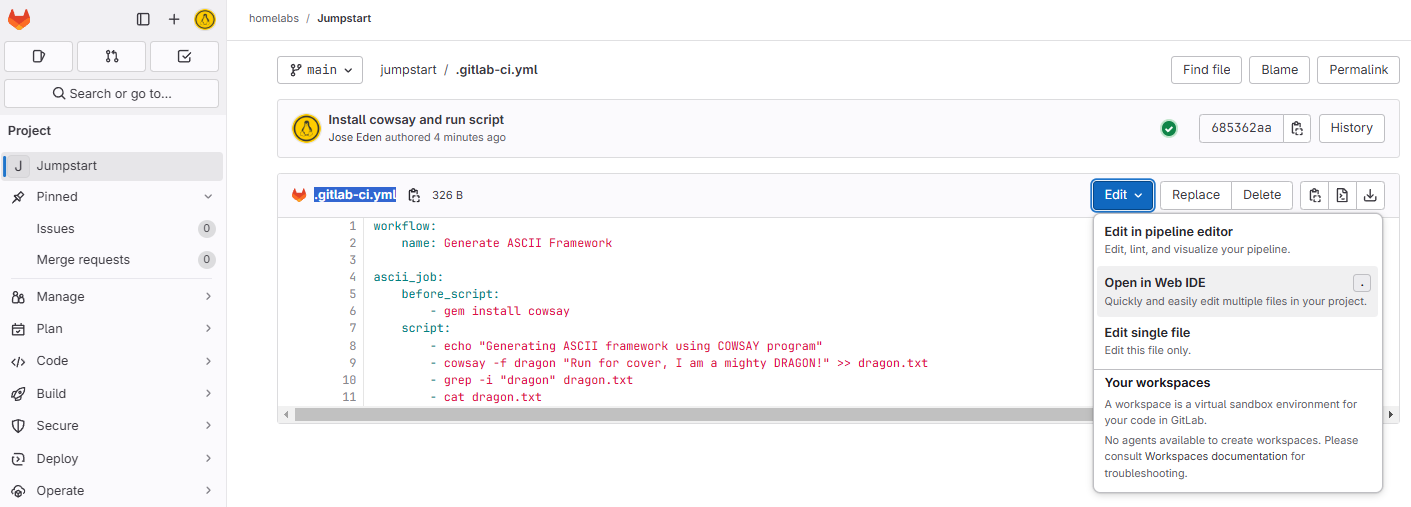 homelabs / Jumpstart
Search or go to...
Project
J Jumpstart
Pinned
Issues 0
Merge requests 0
Manage
Plan
Code
Build
Secure
Deploy
Operate
main
jumpstart / .gitlab-ci.yml
Find file
Blame
Permalink
Install cowsay and run script
Jose Eden authored 4 minutes ago
685362aa
History
.gitlab-ci.yml 326 B
Edit
Replace
Delete
1 workflow:
2 name: Generate ASCII Framework
3
4 ascii_job:
5 before_script:
6 - gem install cowsay
7 script:
8 - echo "Generating ASCII framework using COWSAY program"
9 - cowsay -f dragon "Run for cover, I am a mighty DRAGON!" >> dragon.txt
10 - grep -i "dragon" dragon.txt
11 - cat dragon.txt
Edit in pipeline editor
Edit, lint, and visualize your pipeline.
Open in Web IDE .
Quickly and easily edit multiple files in your project.
Edit single file
Edit this file only.
Your workspaces
A workspace is a virtual sandbox environment for
your code in GitLab.
No agents available to create workspaces. Please
consult Workspaces documentation for
troubleshooting.